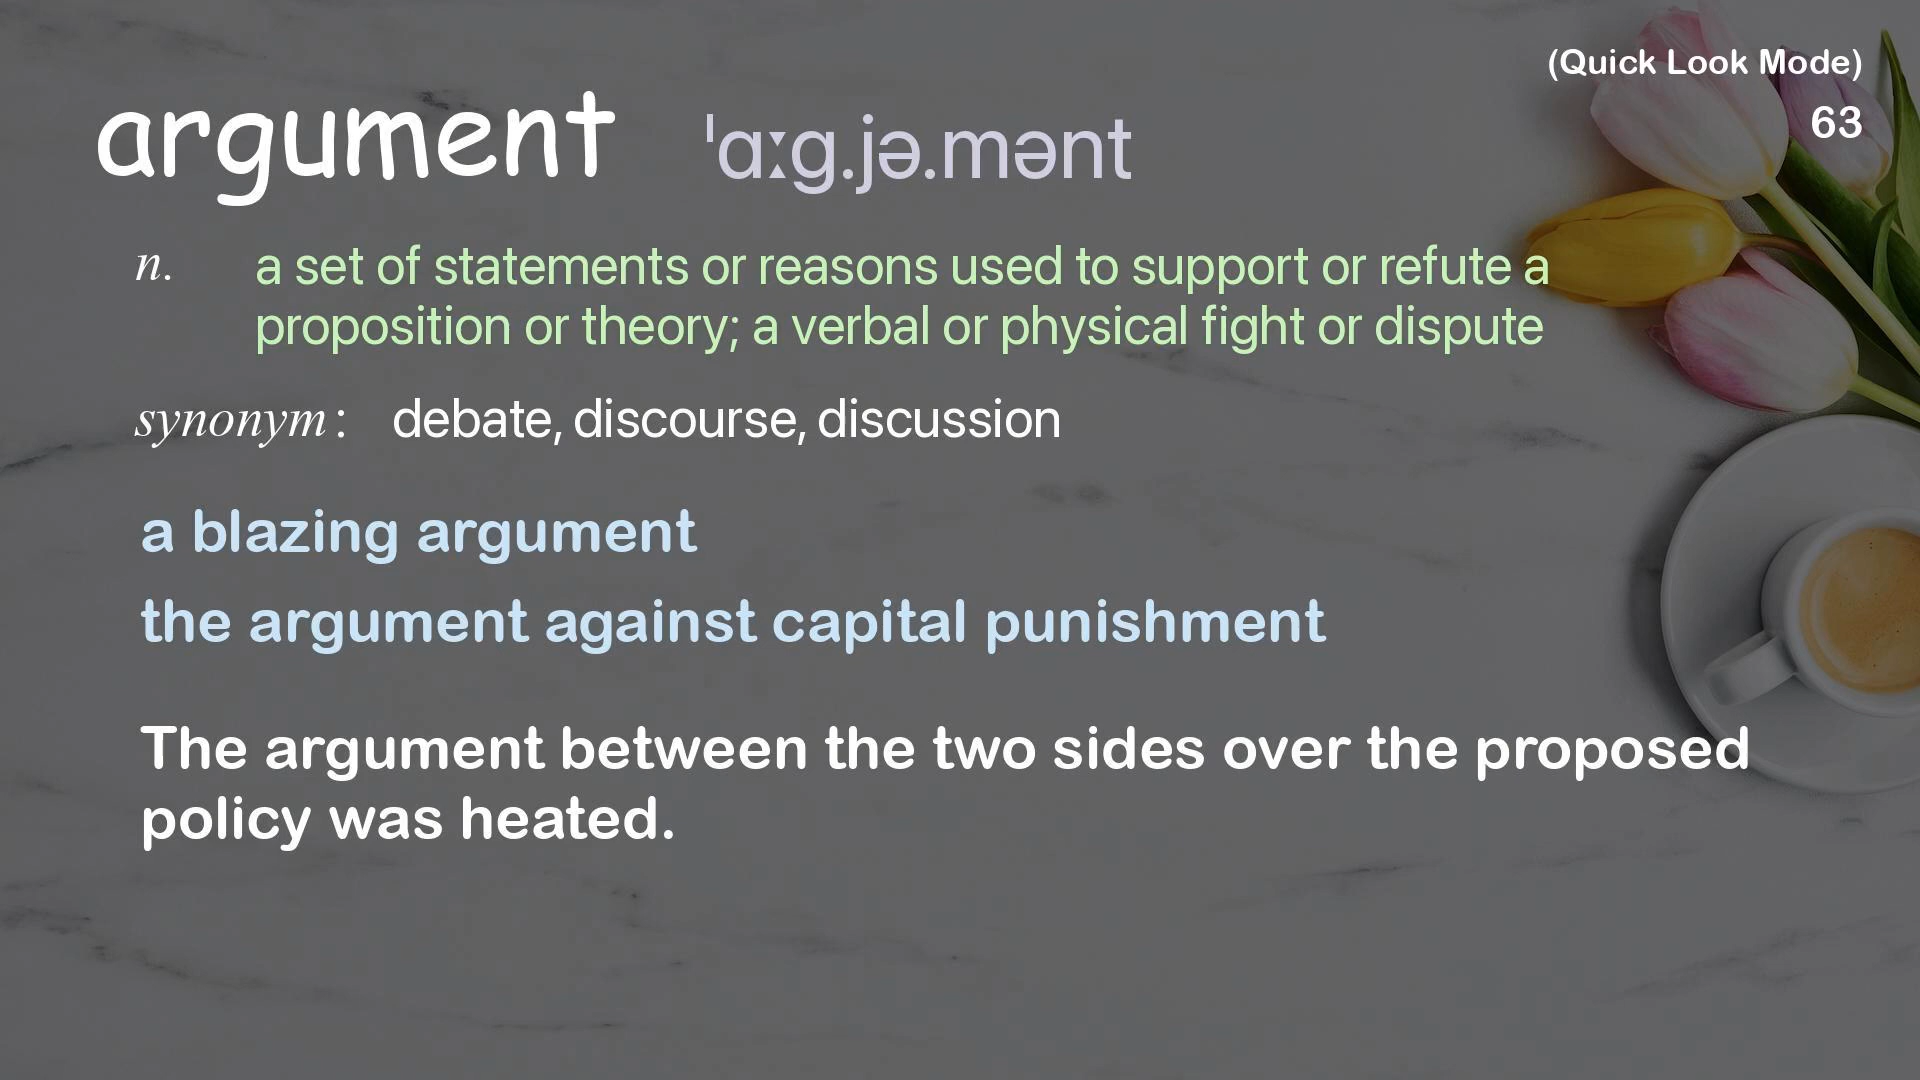 (Quick Look Mode)
63
argument ˈɑːɡ.jə.mənt
n. a set of statements or reasons used to support or refute a
proposition or theory; a verbal or physical fight or dispute
synonym: debate, discourse, discussion
a blazing argument
the argument against capital punishment
The argument between the two sides over the proposed
policy was heated.